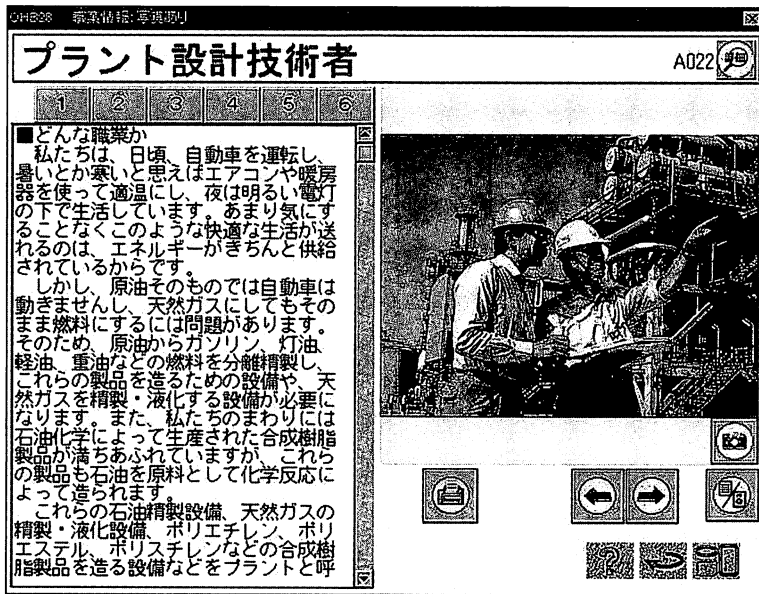 OHB28 職業情報:写真あり
プラント設計技術者
A022
1 2 3 4 5 6
■どんな職業か
　私たちは、日頃、自動車を運転し、
暑いとか寒いと思えばエアコンや暖房
器を使って適温にし、夜は明るい電灯
の下で生活しています。あまり気にす
ることなくこのような快適な生活が送
れるのは、エネルギーがきちんと供給
されているからです。
　しかし、原油そのものでは自動車は
動きませんし、天然ガスにしてもその
まま燃料にするには問題があります。
そのため、原油からガソリン、灯油、
軽油、重油などの燃料を分離精製し、
これらの製品を造るための設備や、天
然ガスを精製・液化する設備が必要に
なります。また、私たちのまわりには
石油化学によって生産された合成樹脂
製品が満ちあふれていますが、これら
の製品も石油を原料として化学反応に
よって造られます。
　これらの石油精製設備、天然ガスの
精製・液化設備、ポリエチレン、ポリ
エステル、ポリスチレンなどの合成樹
脂製品を造る設備などをプラントと呼
?